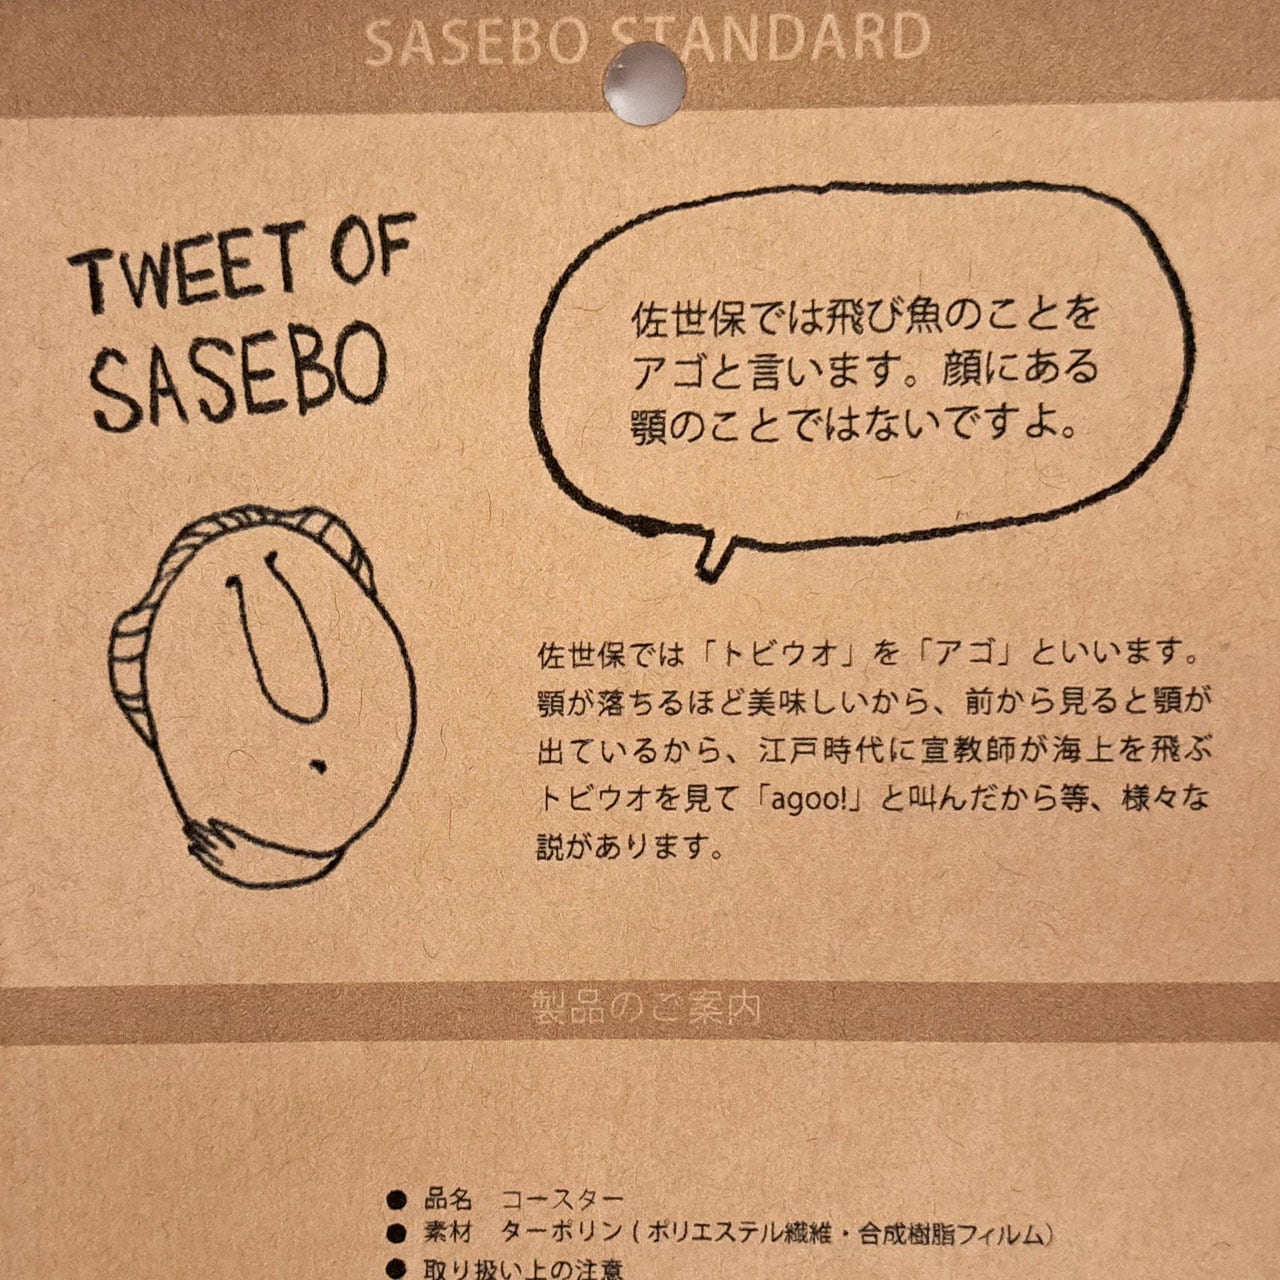 SASEBO STANDARD
TWEET OF
SASEBO
佐世保では飛び魚のことを
アゴと言います。顔にある
顎のことではないですよ。
佐世保では「トビウオ」を「アゴ」といいます。
顎が落ちるほど美味しいから、前から見ると顎が
出ているから、江戸時代に宣教師が海上を飛ぶ
トビウオを見て「agoo!」と叫んだから等、様々な
説があります。
製品のご案内
● 品名　コースター
● 素材　ターポリン(ポリエステル繊維・合成樹脂フィルム)
● 取り扱い上の注意